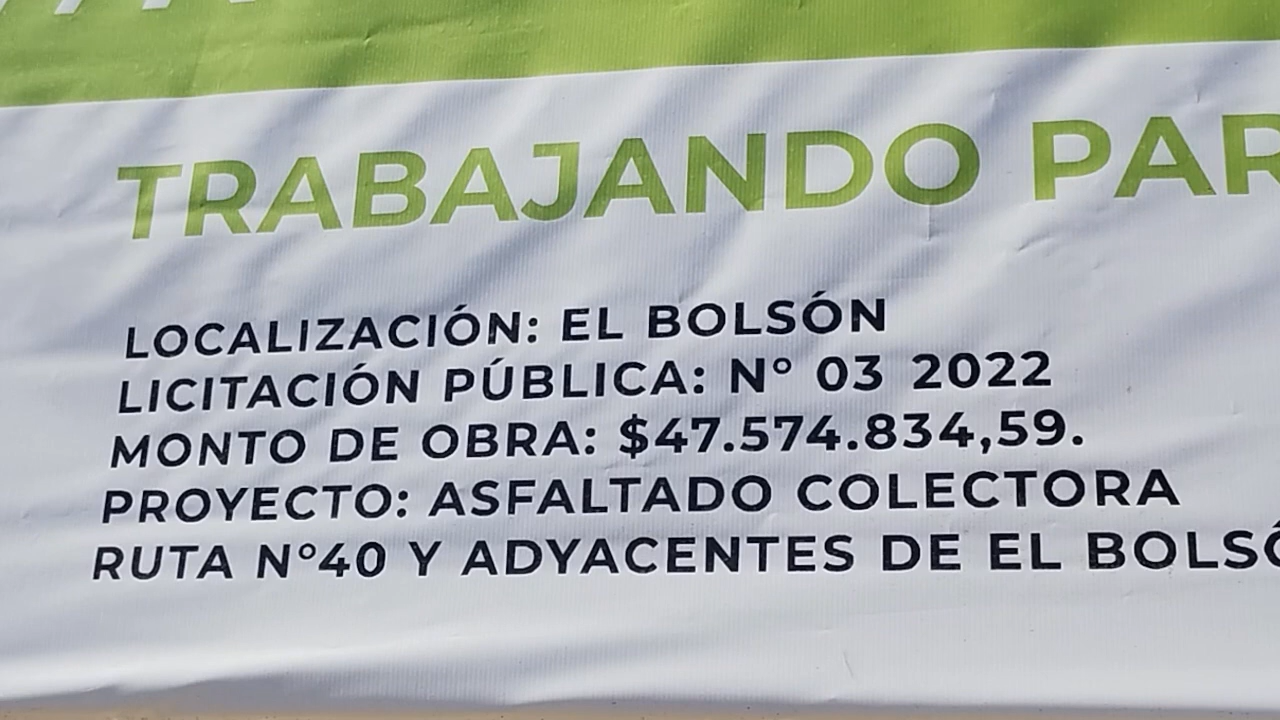 TRABAJANDO PAR
LOCALIZACIÓN: EL BOLSÓN
LICITACIÓN PÚBLICA: N° 03 2022
MONTO DE OBRA: $47.574.834,59.
PROYECTO: ASFALTADO COLECTORA
RUTA N°40 Y ADYACENTES DE EL BOLSÓ